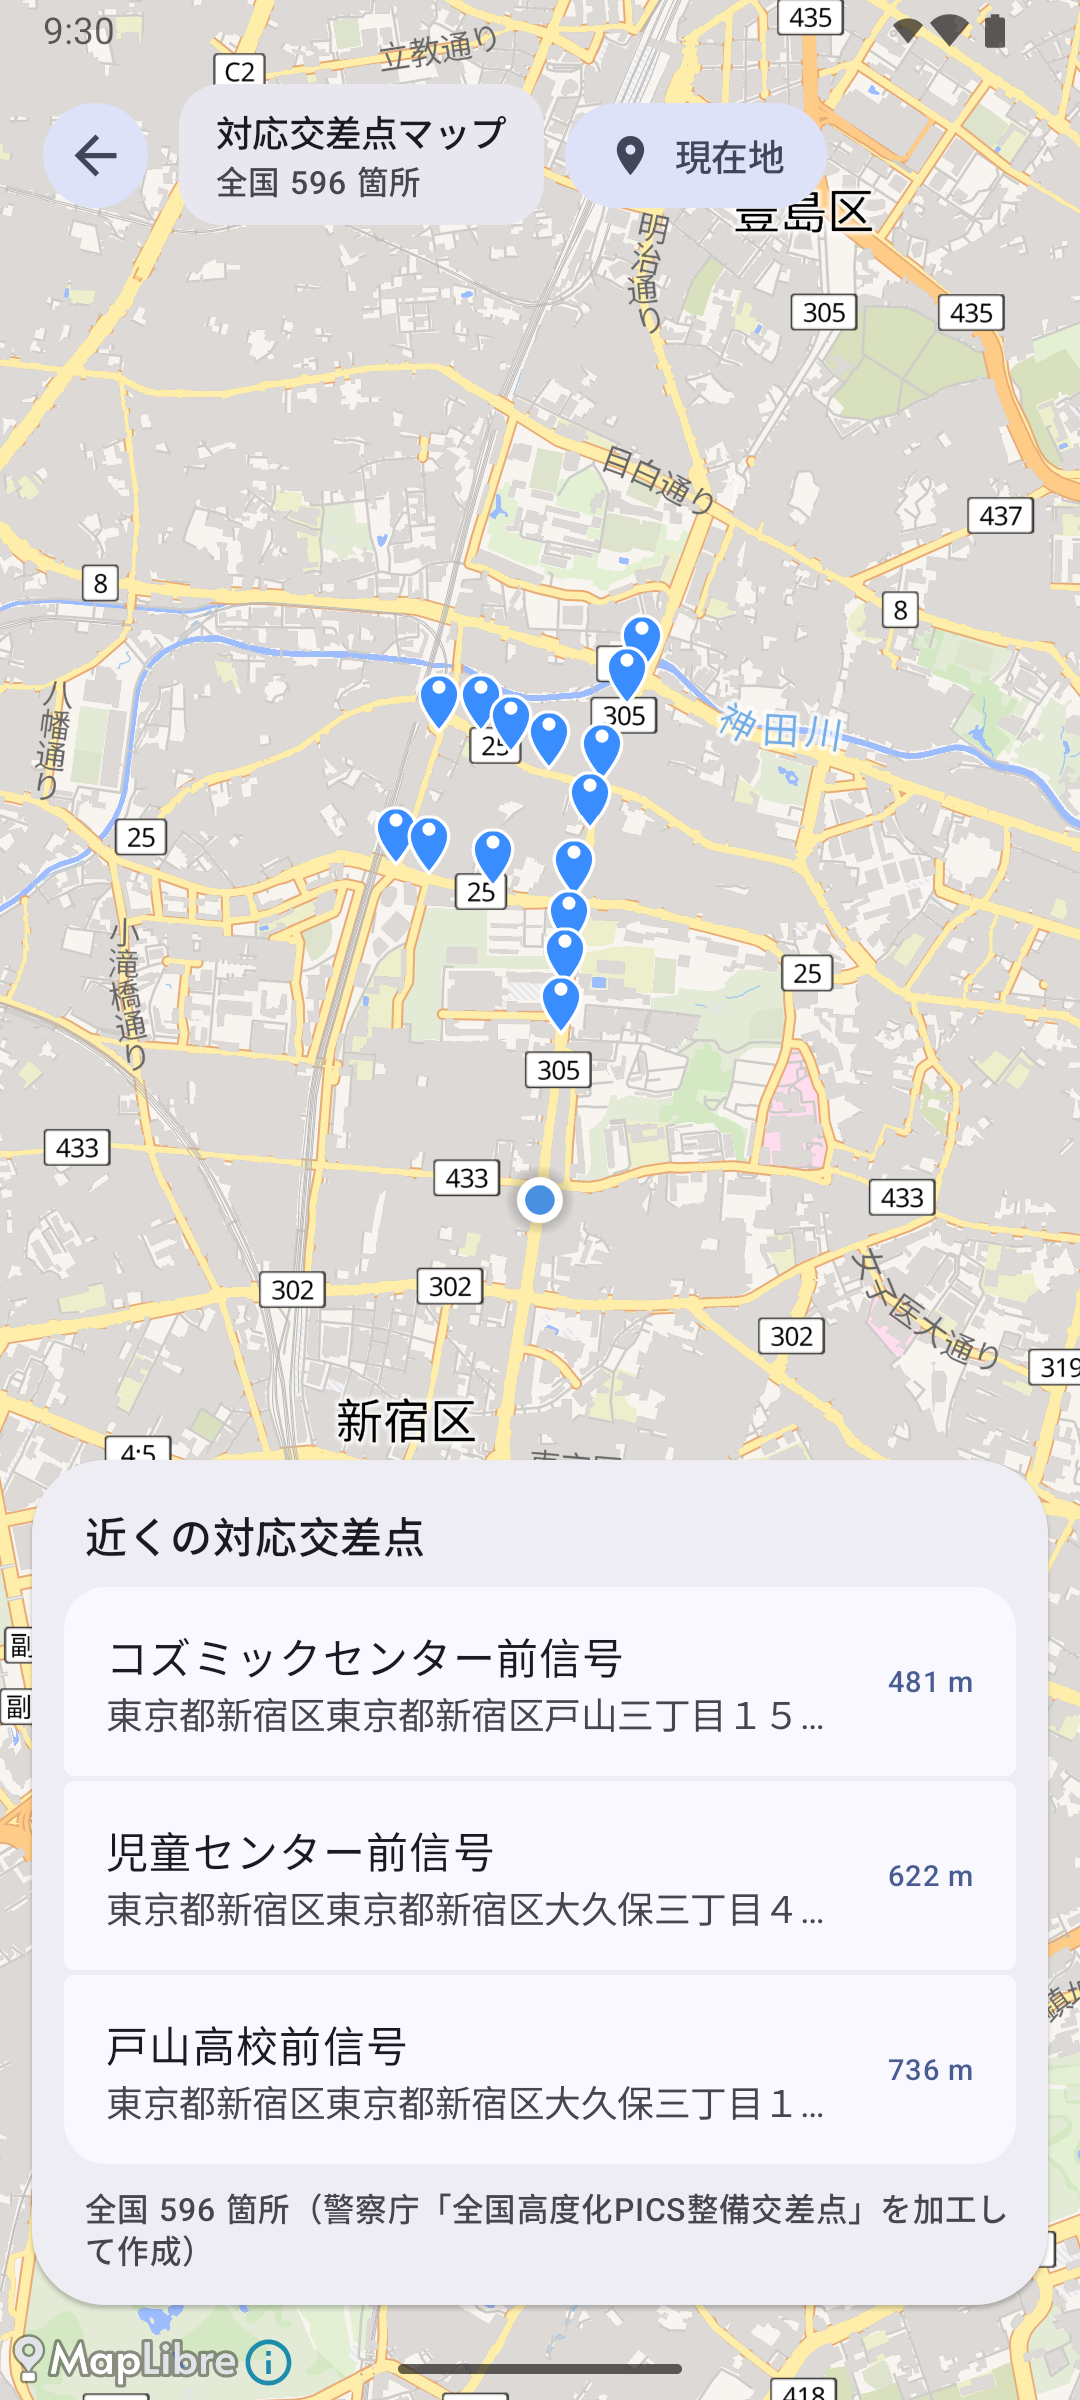 9:30
435
C2
立教通り
対応交差点マップ
全国 596 箇所
現在地
豊島区
明治通り
305
435
目白通り
437
8
8
305
神田川
八幡通り
25
25
25
小滝橋通り
25
305
433
433
433
302
302
302
女子医大通り
319
新宿区
4:5
近くの対応交差点
コズミックセンター前信号
東京都新宿区東京都新宿区戸山三丁目１５...
481 m
児童センター前信号
東京都新宿区東京都新宿区大久保三丁目４...
622 m
戸山高校前信号
東京都新宿区東京都新宿区大久保三丁目１...
736 m
副
副
全国 596 箇所（警察庁「全国高度化PICS整備交差点」を加工し
て作成）
MapLibre
418